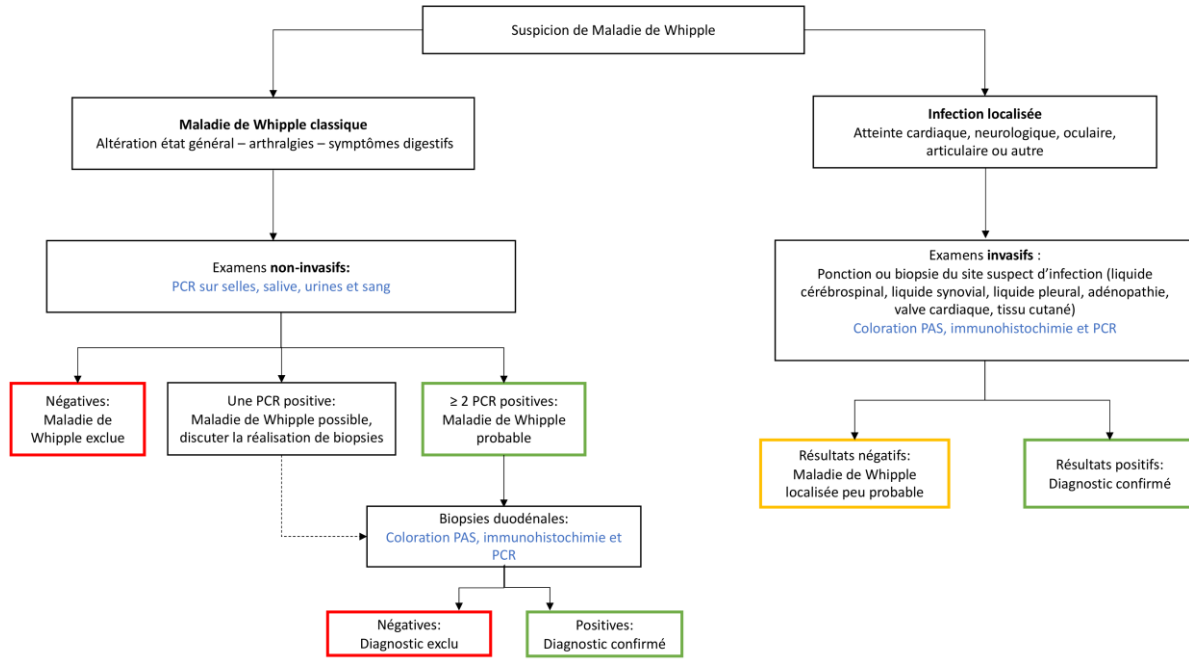 Suspicion de Maladie de Whipple
Maladie de Whipple classique
Altération état général – arthralgies – symptômes digestifs
Infection localisée
Atteinte cardiaque, neurologique, oculaire,
articulaire ou autre
Examens non-invasifs:
PCR sur selles, salive, urines et sang
Examens invasifs :
Ponction ou biopsie du site suspect d’infection (liquide
cérébrospinal, liquide synovial, liquide pleural, adénopathie,
valve cardiaque, tissu cutané)
Coloration PAS, immunohistochimie et PCR
Négatives:
Maladie de
Whipple exclue
Une PCR positive:
Maladie de Whipple possible,
discuter la réalisation de biopsies
≥ 2 PCR positives:
Maladie de Whipple
probable
Résultats négatifs:
Maladie de Whipple
localisée peu probable
Résultats positifs:
Diagnostic confirmé
Biopsies duodénales:
Coloration PAS, immunohistochimie et
PCR
Négatives:
Diagnostic exclu
Positives:
Diagnostic confirmé